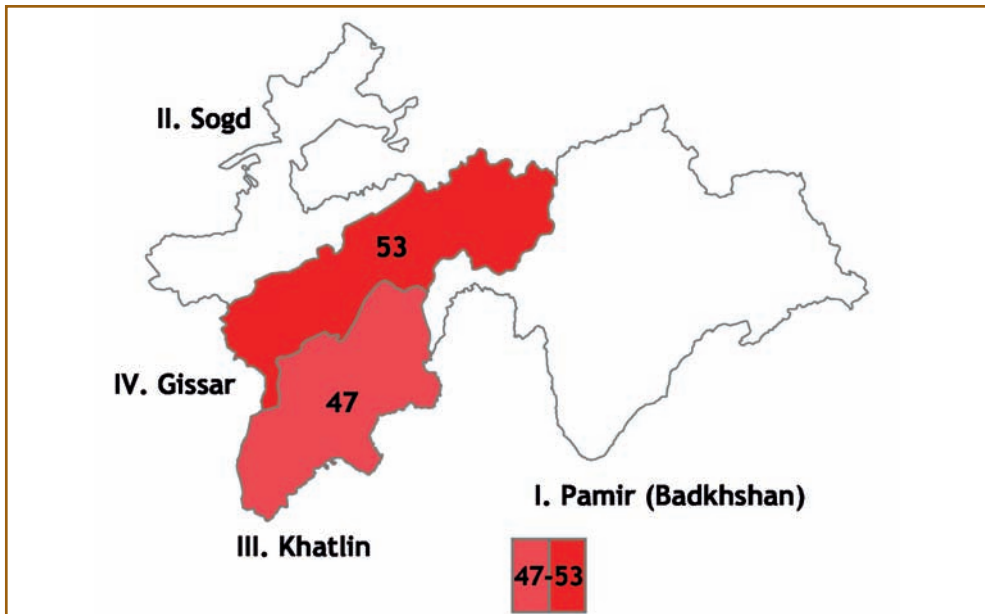 II. Sogd
53
IV. Gissar
47
I. Pamir (Badkhshan)
III. Khatlin
47-53